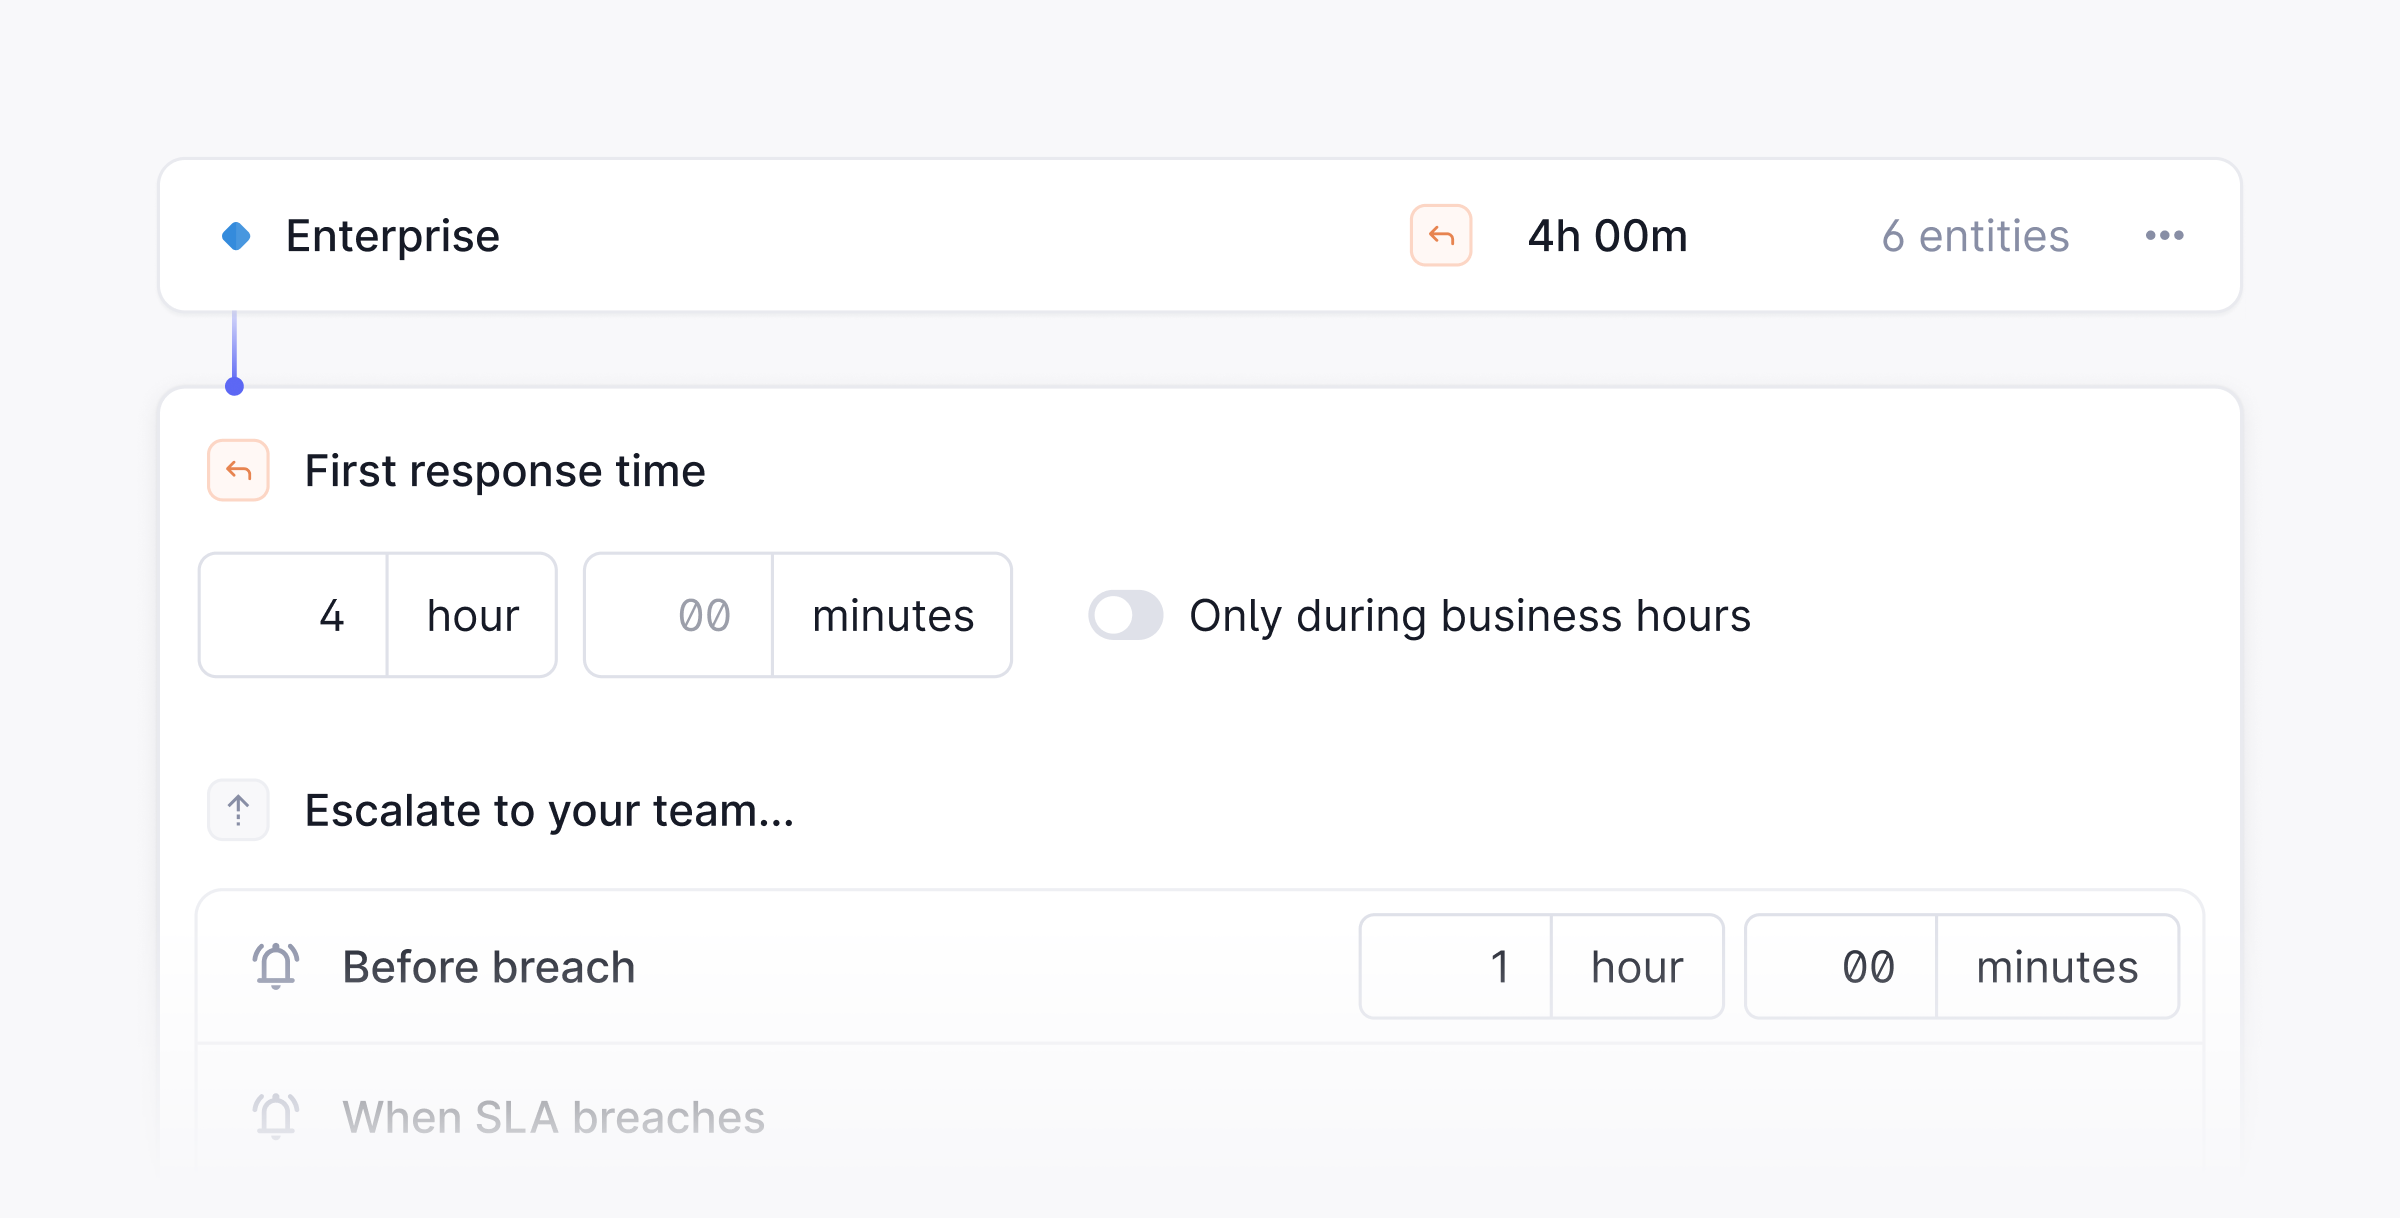 Enterprise 4h 00m 6 entities
First response time
4 hour 00 minutes Only during business hours
Escalate to your team...
Before breach 1 hour 00 minutes
When SLA breaches